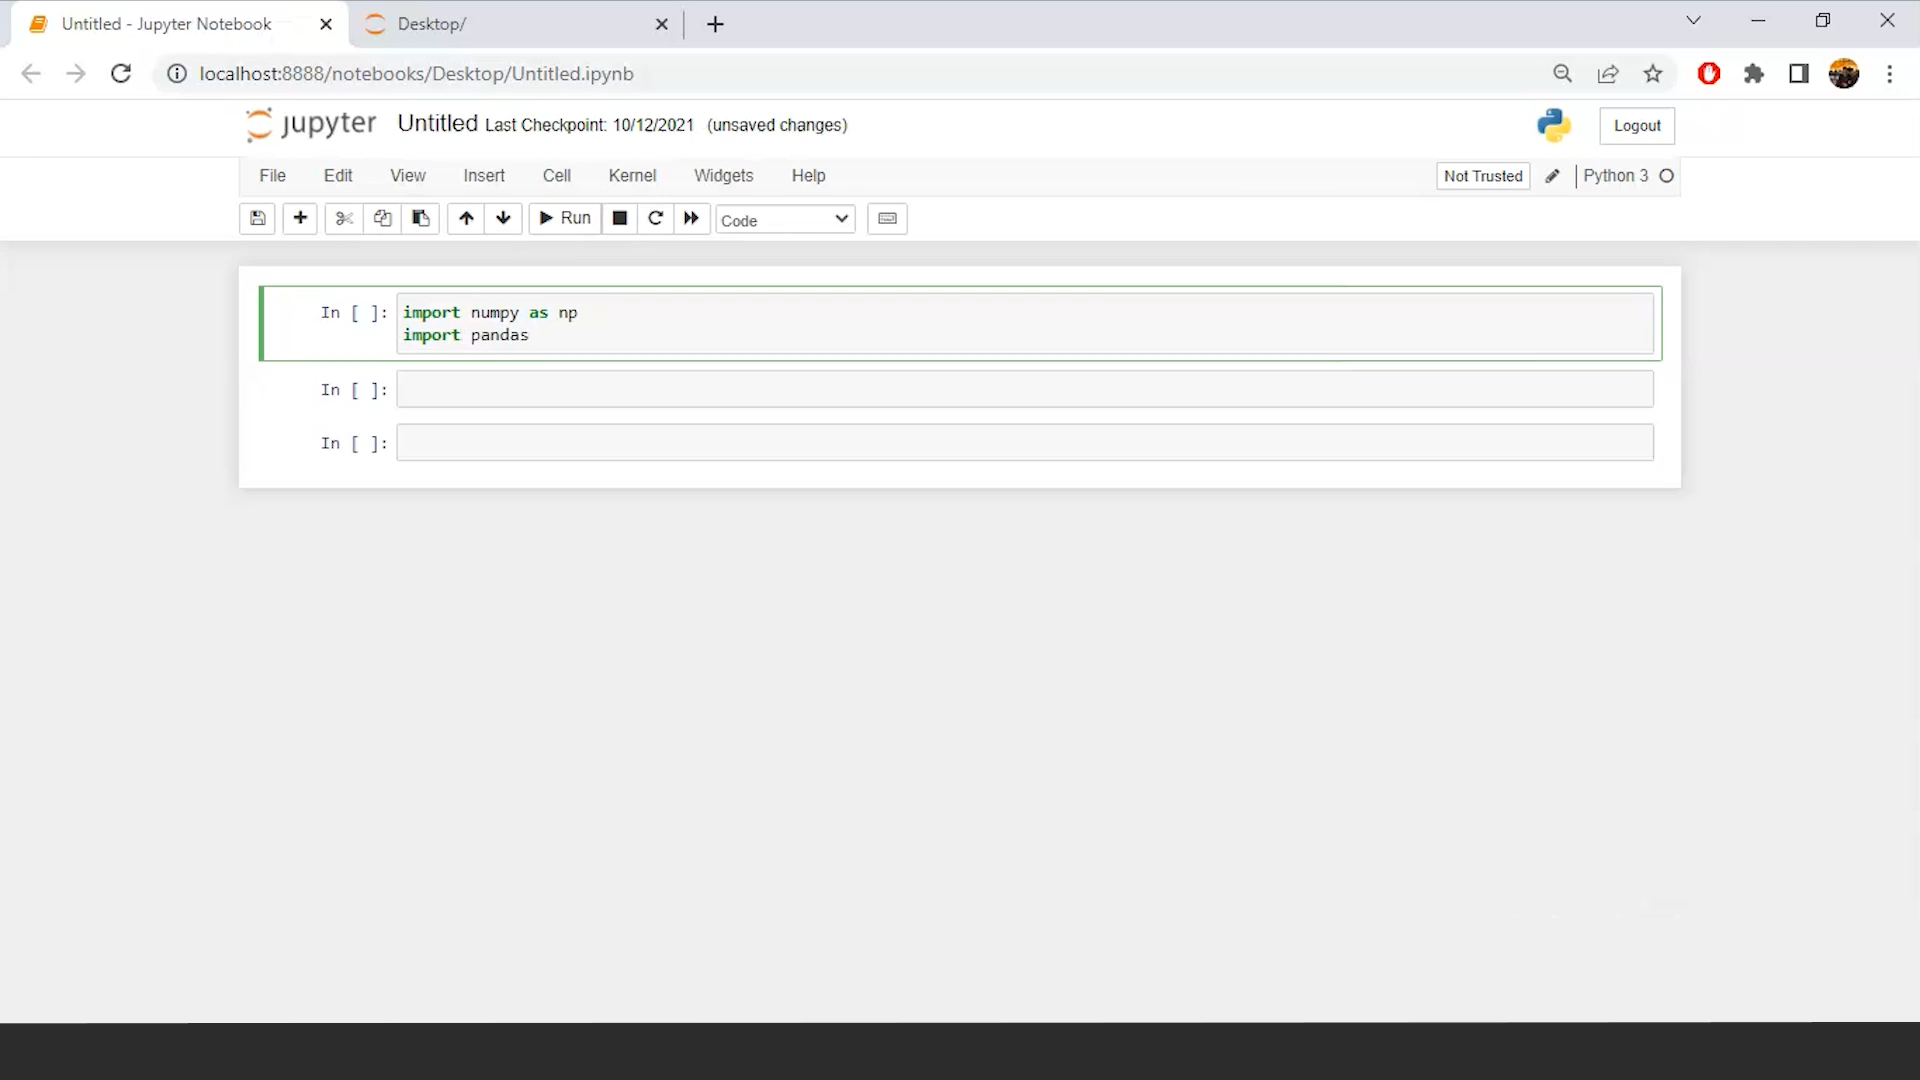 Untitled - Jupyter Notebook
Desktop/
localhost:8888/notebooks/Desktop/Untitled.ipynb
jupyter Untitled Last Checkpoint: 10/12/2021 (unsaved changes)
Logout
File Edit View Insert Cell Kernel Widgets Help
Not Trusted
Python 3
Run
Code
In [ ]: import numpy as np
import pandas
In [ ]:
In [ ]: